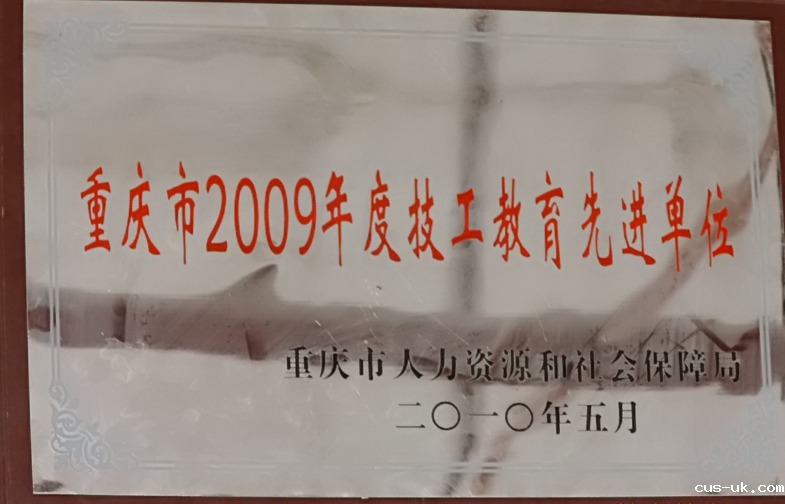 重庆市2009年度技工教育先进单位
重庆市人力资源和社会保障局
二〇一〇年五月
cus-uk.com